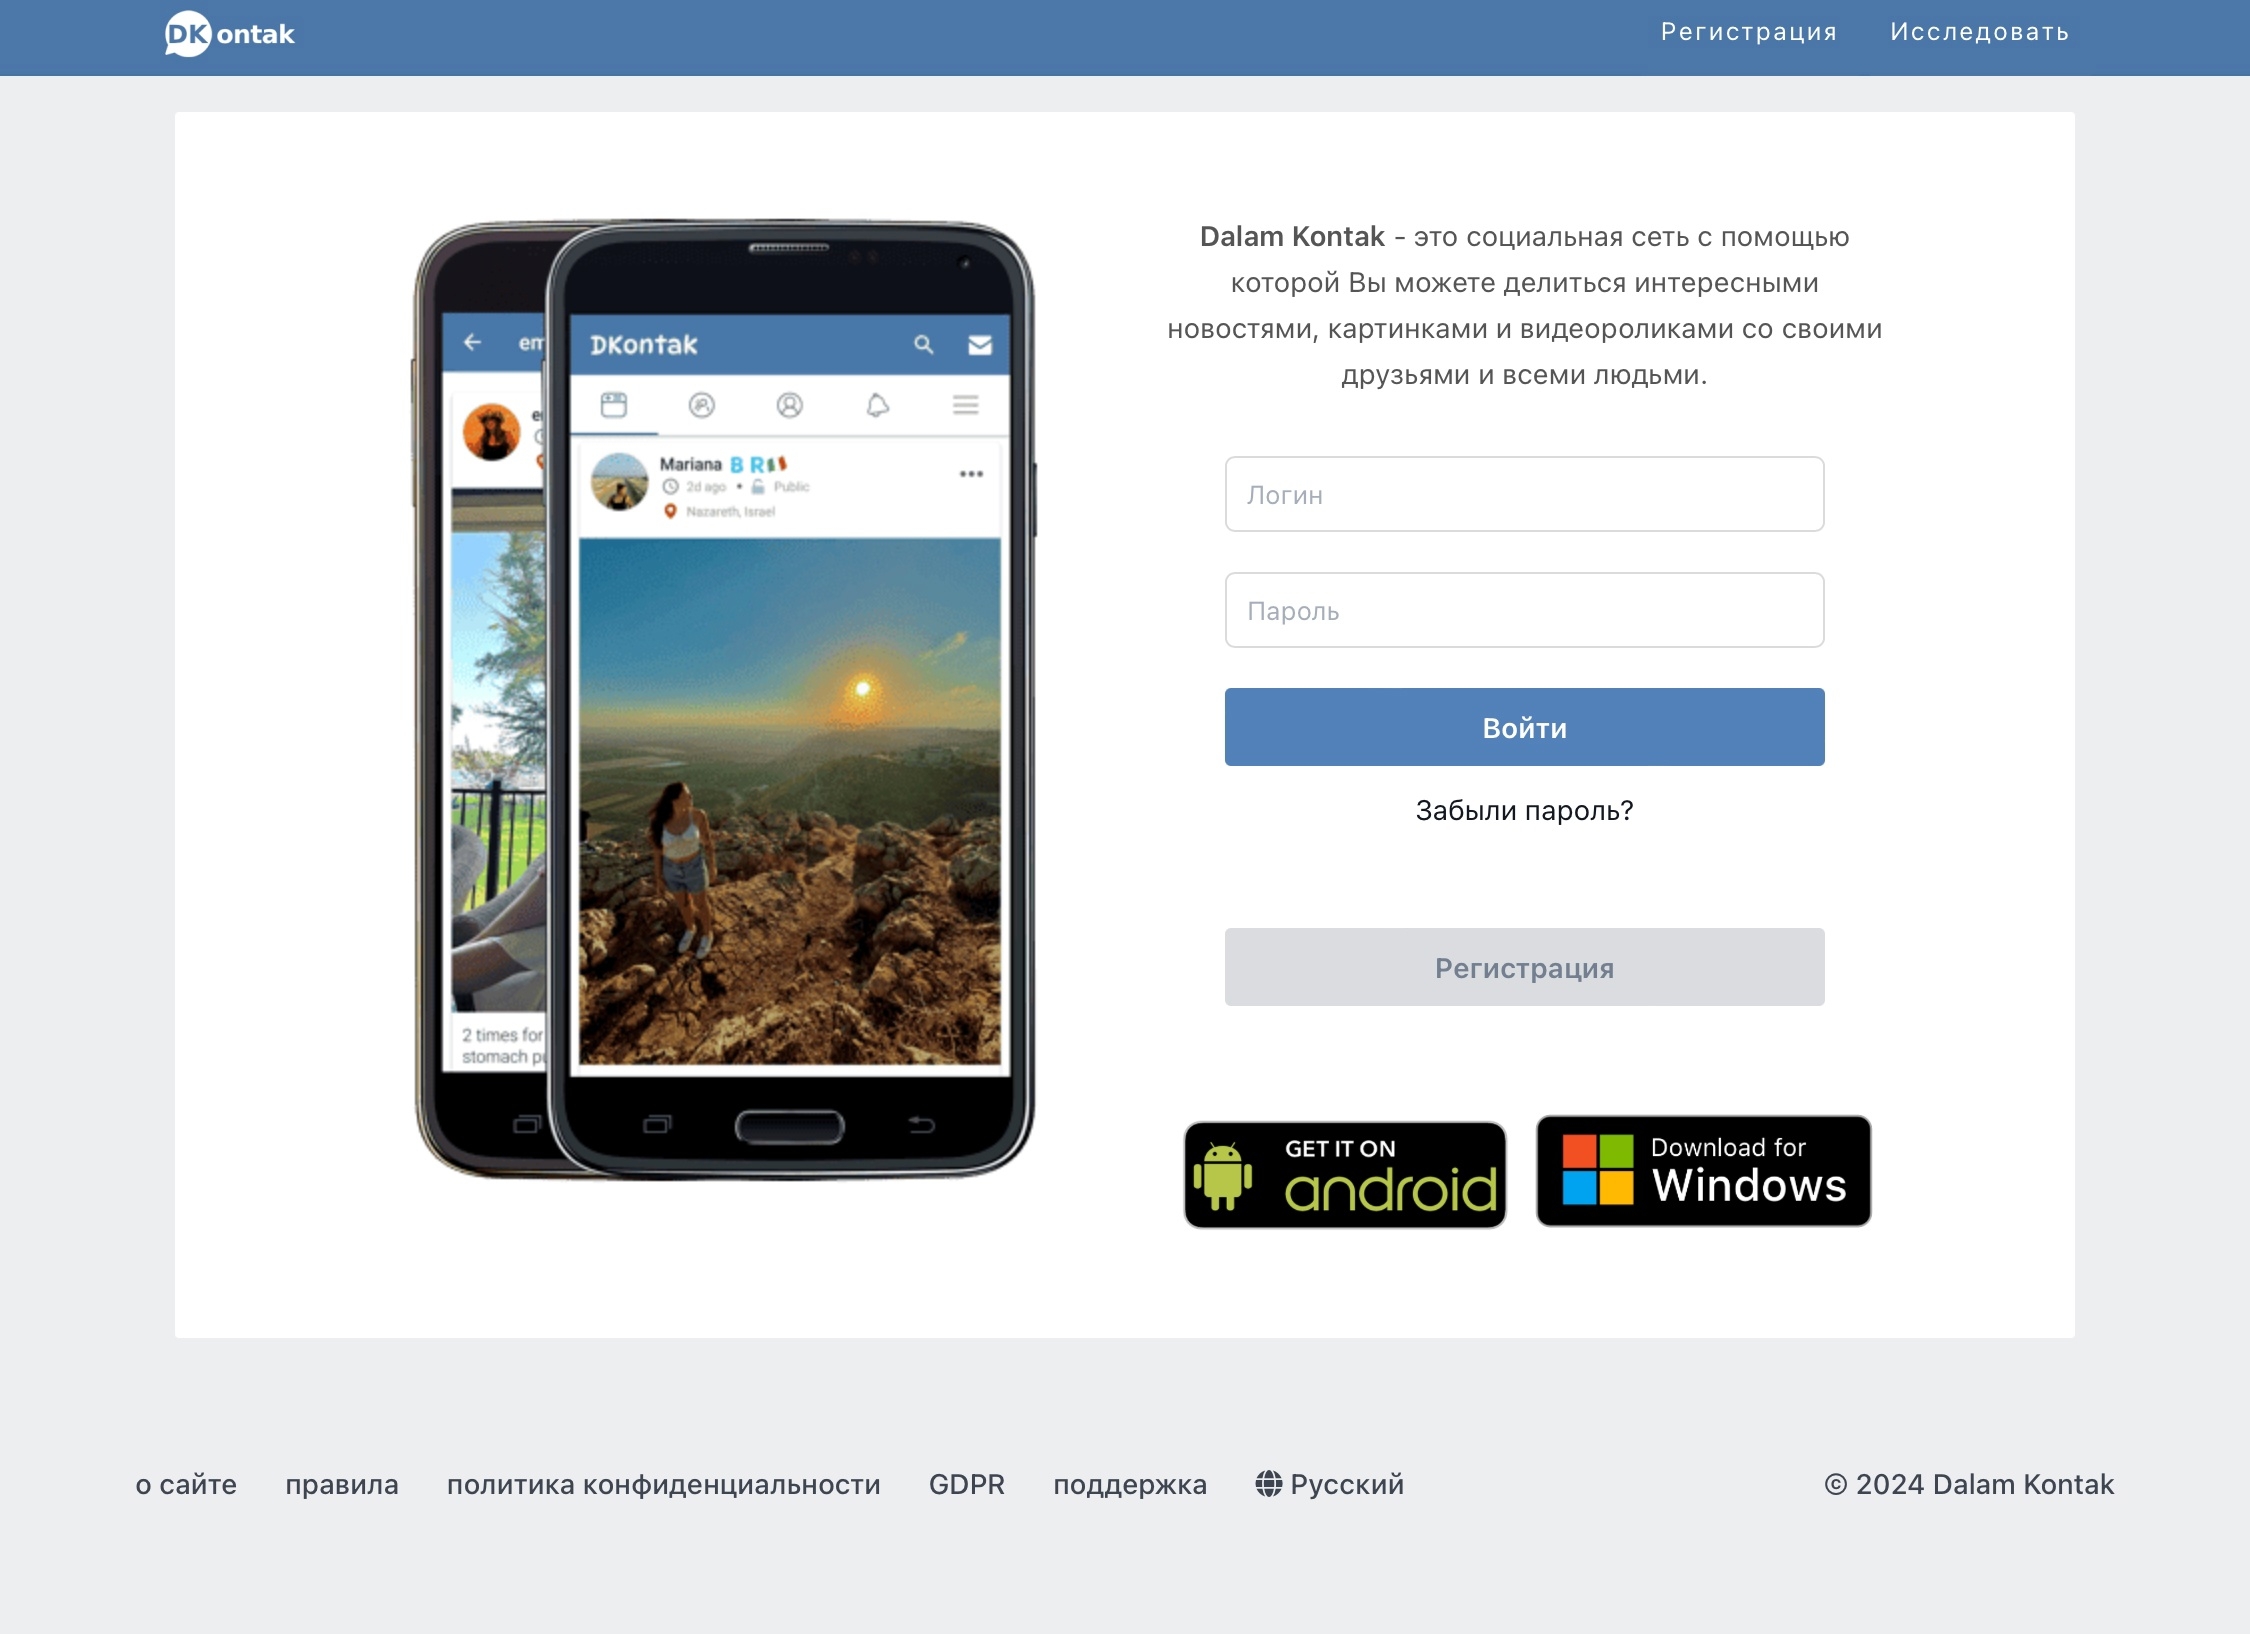 DKontak
Регистрация
Исследовать
DKontak
Mariana B R
2d ago • Public
Nazareth, Israel
2 times for
stomach
Dalam Kontak - это социальная сеть с помощью
которой Вы можете делиться интересными
новостями, картинками и видеороликами со своими
друзьями и всеми людьми.
Логин
Пароль
Войти
Забыли пароль?
Регистрация
GET IT ON
android
Download for
Windows
о сайте
правила
политика конфиденциальности
GDPR
поддержка
Русский
© 2024 Dalam Kontak